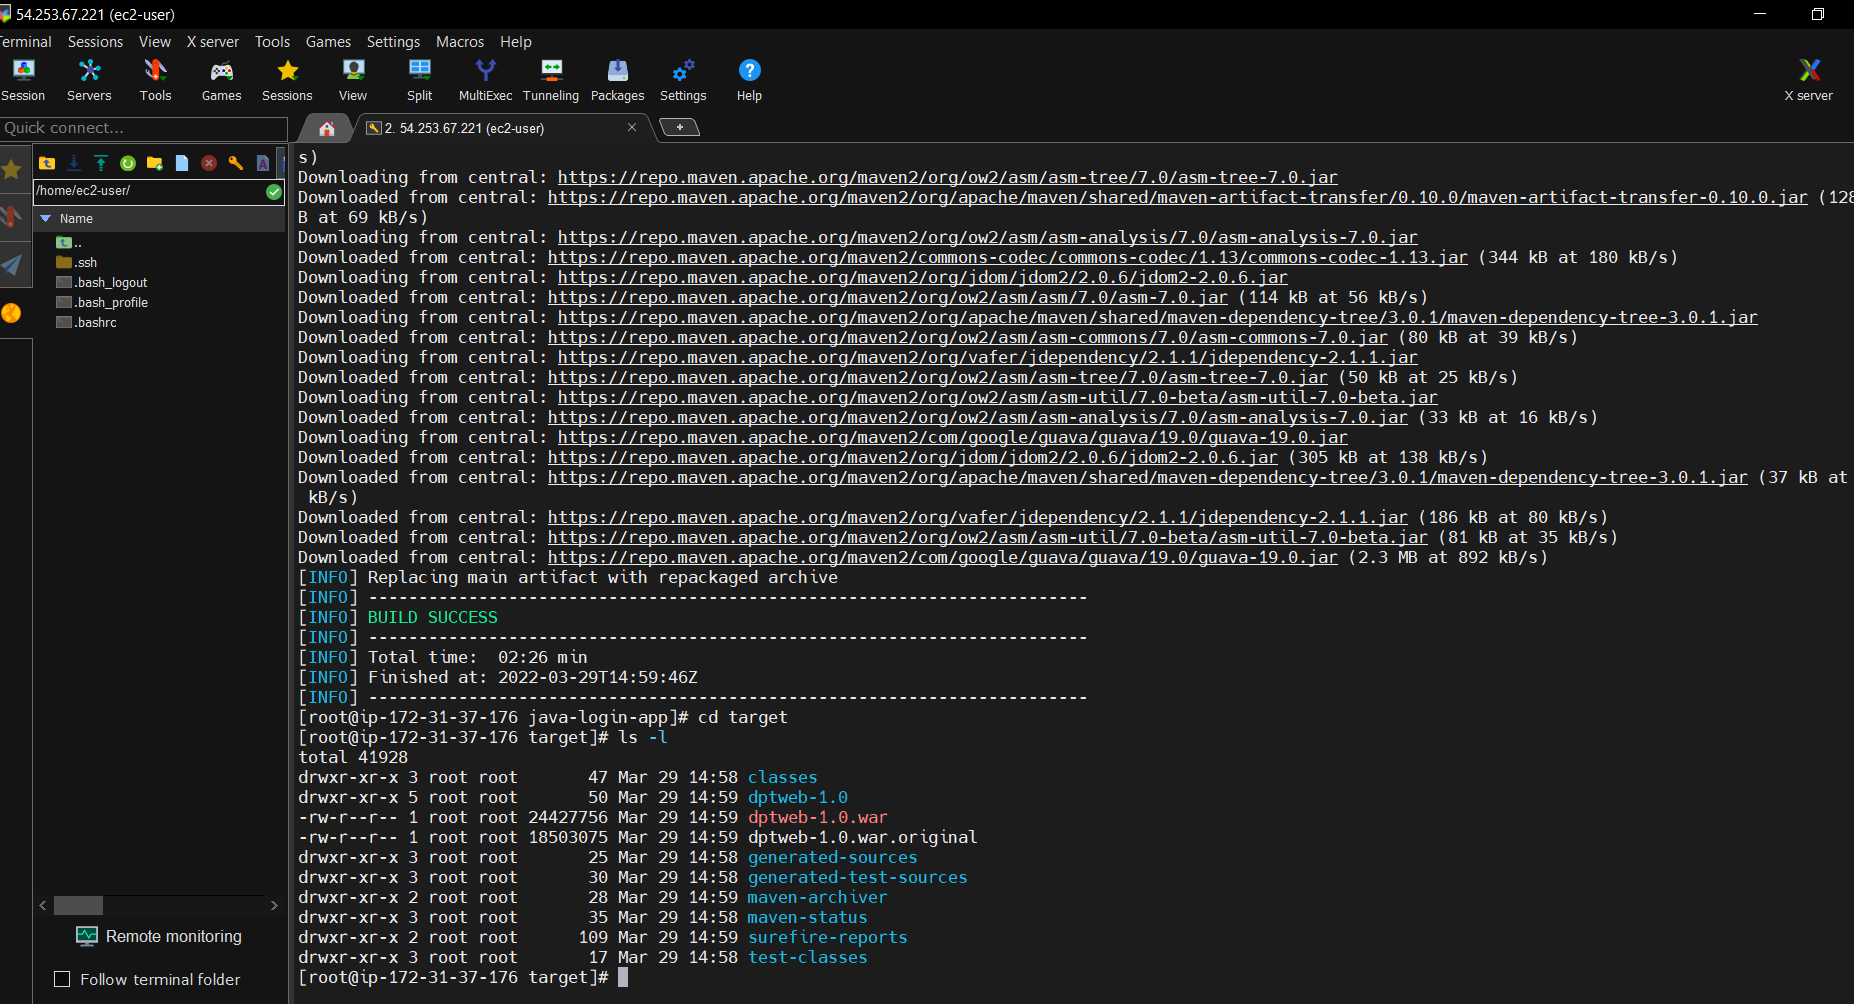 54.253.67.221 (ec2-user)
Terminal Sessions View X server Tools Games Settings Macros Help
Session Servers Tools Games Sessions View Split MultiExec Tunneling Packages Settings Help X server
Quick connect...
2. 54.253.67.221 (ec2-user)
/home/ec2-user/
Name
..
.ssh
.bash_logout
.bash_profile
.bashrc
Remote monitoring
Follow terminal folder
s)
Downloading from central: https://repo.maven.apache.org/maven2/org/ow2/asm/asm-tree/7.0/asm-tree-7.0.jar
Downloaded from central: https://repo.maven.apache.org/maven2/org/apache/maven/shared/maven-artifact-transfer/0.10.0/maven-artifact-transfer-0.10.0.jar (128
B at 69 kB/s)
Downloading from central: https://repo.maven.apache.org/maven2/org/ow2/asm/asm-analysis/7.0/asm-analysis-7.0.jar
Downloaded from central: https://repo.maven.apache.org/maven2/commons-codec/commons-codec/1.13/commons-codec-1.13.jar (344 kB at 180 kB/s)
Downloading from central: https://repo.maven.apache.org/maven2/org/jdom/jdom2/2.0.6/jdom2-2.0.6.jar
Downloaded from central: https://repo.maven.apache.org/maven2/org/ow2/asm/asm/7.0/asm-7.0.jar (114 kB at 56 kB/s)
Downloading from central: https://repo.maven.apache.org/maven2/org/apache/maven/shared/maven-dependency-tree/3.0.1/maven-dependency-tree-3.0.1.jar
Downloaded from central: https://repo.maven.apache.org/maven2/org/ow2/asm/asm-commons/7.0/asm-commons-7.0.jar (80 kB at 39 kB/s)
Downloading from central: https://repo.maven.apache.org/maven2/org/vafer/jdependency/2.1.1/jdependency-2.1.1.jar
Downloaded from central: https://repo.maven.apache.org/maven2/org/ow2/asm/asm-tree/7.0/asm-tree-7.0.jar (50 kB at 25 kB/s)
Downloading from central: https://repo.maven.apache.org/maven2/org/ow2/asm/asm-util/7.0-beta/asm-util-7.0-beta.jar
Downloaded from central: https://repo.maven.apache.org/maven2/org/ow2/asm/asm-analysis/7.0/asm-analysis-7.0.jar (33 kB at 16 kB/s)
Downloading from central: https://repo.maven.apache.org/maven2/com/google/guava/guava/19.0/guava-19.0.jar
Downloaded from central: https://repo.maven.apache.org/maven2/org/jdom/jdom2/2.0.6/jdom2-2.0.6.jar (305 kB at 138 kB/s)
Downloaded from central: https://repo.maven.apache.org/maven2/org/apache/maven/shared/maven-dependency-tree/3.0.1/maven-dependency-tree-3.0.1.jar (37 kB at
kB/s)
Downloaded from central: https://repo.maven.apache.org/maven2/org/vafer/jdependency/2.1.1/jdependency-2.1.1.jar (186 kB at 80 kB/s)
Downloaded from central: https://repo.maven.apache.org/maven2/org/ow2/asm/asm-util/7.0-beta/asm-util-7.0-beta.jar (81 kB at 35 kB/s)
Downloaded from central: https://repo.maven.apache.org/maven2/com/google/guava/guava/19.0/guava-19.0.jar (2.3 MB at 892 kB/s)
[INFO] Replacing main artifact with repackaged archive
[INFO] ------------------------------------------------------------------------
[INFO] BUILD SUCCESS
[INFO] ------------------------------------------------------------------------
[INFO] Total time:  02:26 min
[INFO] Finished at: 2022-03-29T14:59:46Z
[INFO] ------------------------------------------------------------------------
[root@ip-172-31-37-176 java-login-app]# cd target
[root@ip-172-31-37-176 target]# ls -l
total 41928
drwxr-xr-x 3 root root       47 Mar 29 14:58 classes
drwxr-xr-x 5 root root       50 Mar 29 14:59 dptweb-1.0
-rw-r--r-- 1 root root 24427756 Mar 29 14:59 dptweb-1.0.war
-rw-r--r-- 1 root root 18503075 Mar 29 14:59 dptweb-1.0.war.original
drwxr-xr-x 3 root root       25 Mar 29 14:58 generated-sources
drwxr-xr-x 3 root root       30 Mar 29 14:58 generated-test-sources
drwxr-xr-x 2 root root       28 Mar 29 14:59 maven-archiver
drwxr-xr-x 3 root root       35 Mar 29 14:58 maven-status
drwxr-xr-x 2 root root      109 Mar 29 14:59 surefire-reports
drwxr-xr-x 3 root root       17 Mar 29 14:58 test-classes
[root@ip-172-31-37-176 target]#